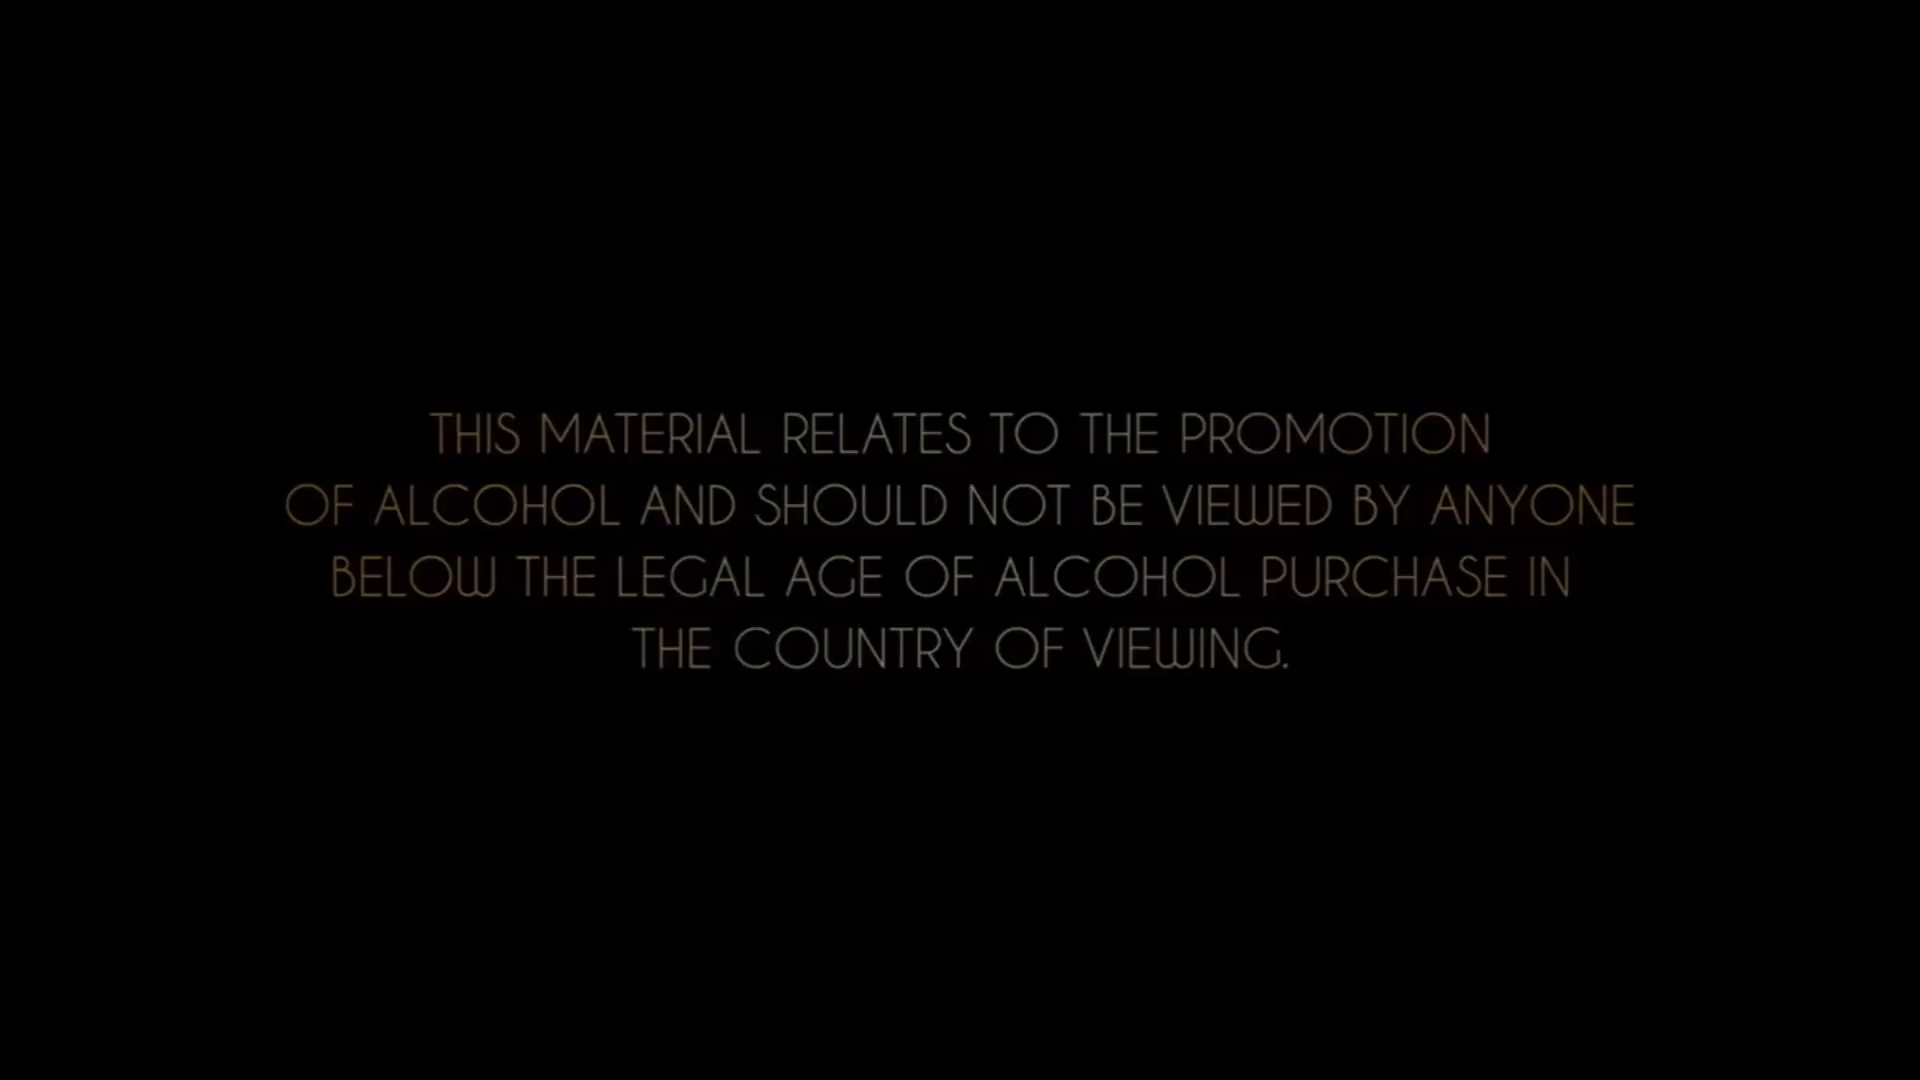 THIS MATERIAL RELATES TO THE PROMOTION
OF ALCOHOL AND SHOULD NOT BE VIEWED BY ANYONE
BELOW THE LEGAL AGE OF ALCOHOL PURCHASE IN
THE COUNTRY OF VIEWING.